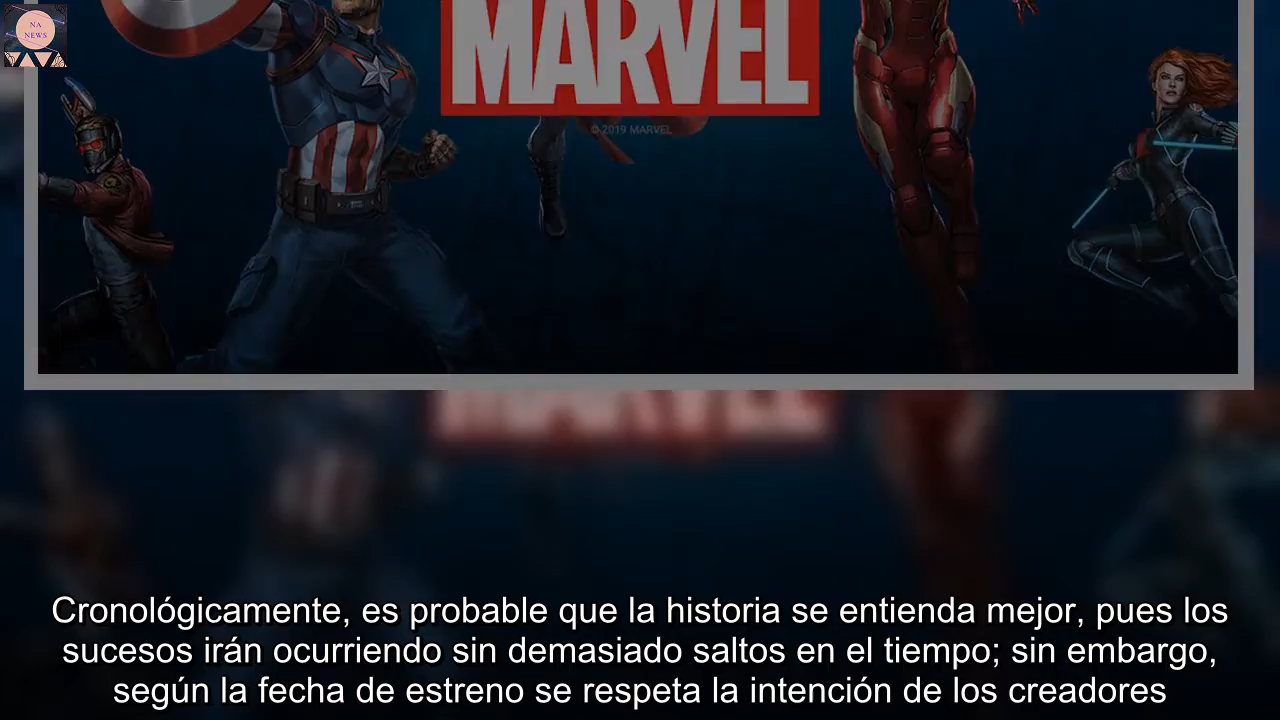 NA
NEWS
MARVEL
© 2019 MARVEL
Cronológicamente, es probable que la historia se entienda mejor, pues los
sucesos irán ocurriendo sin demasiado saltos en el tiempo; sin embargo,
según la fecha de estreno se respeta la intención de los creadores